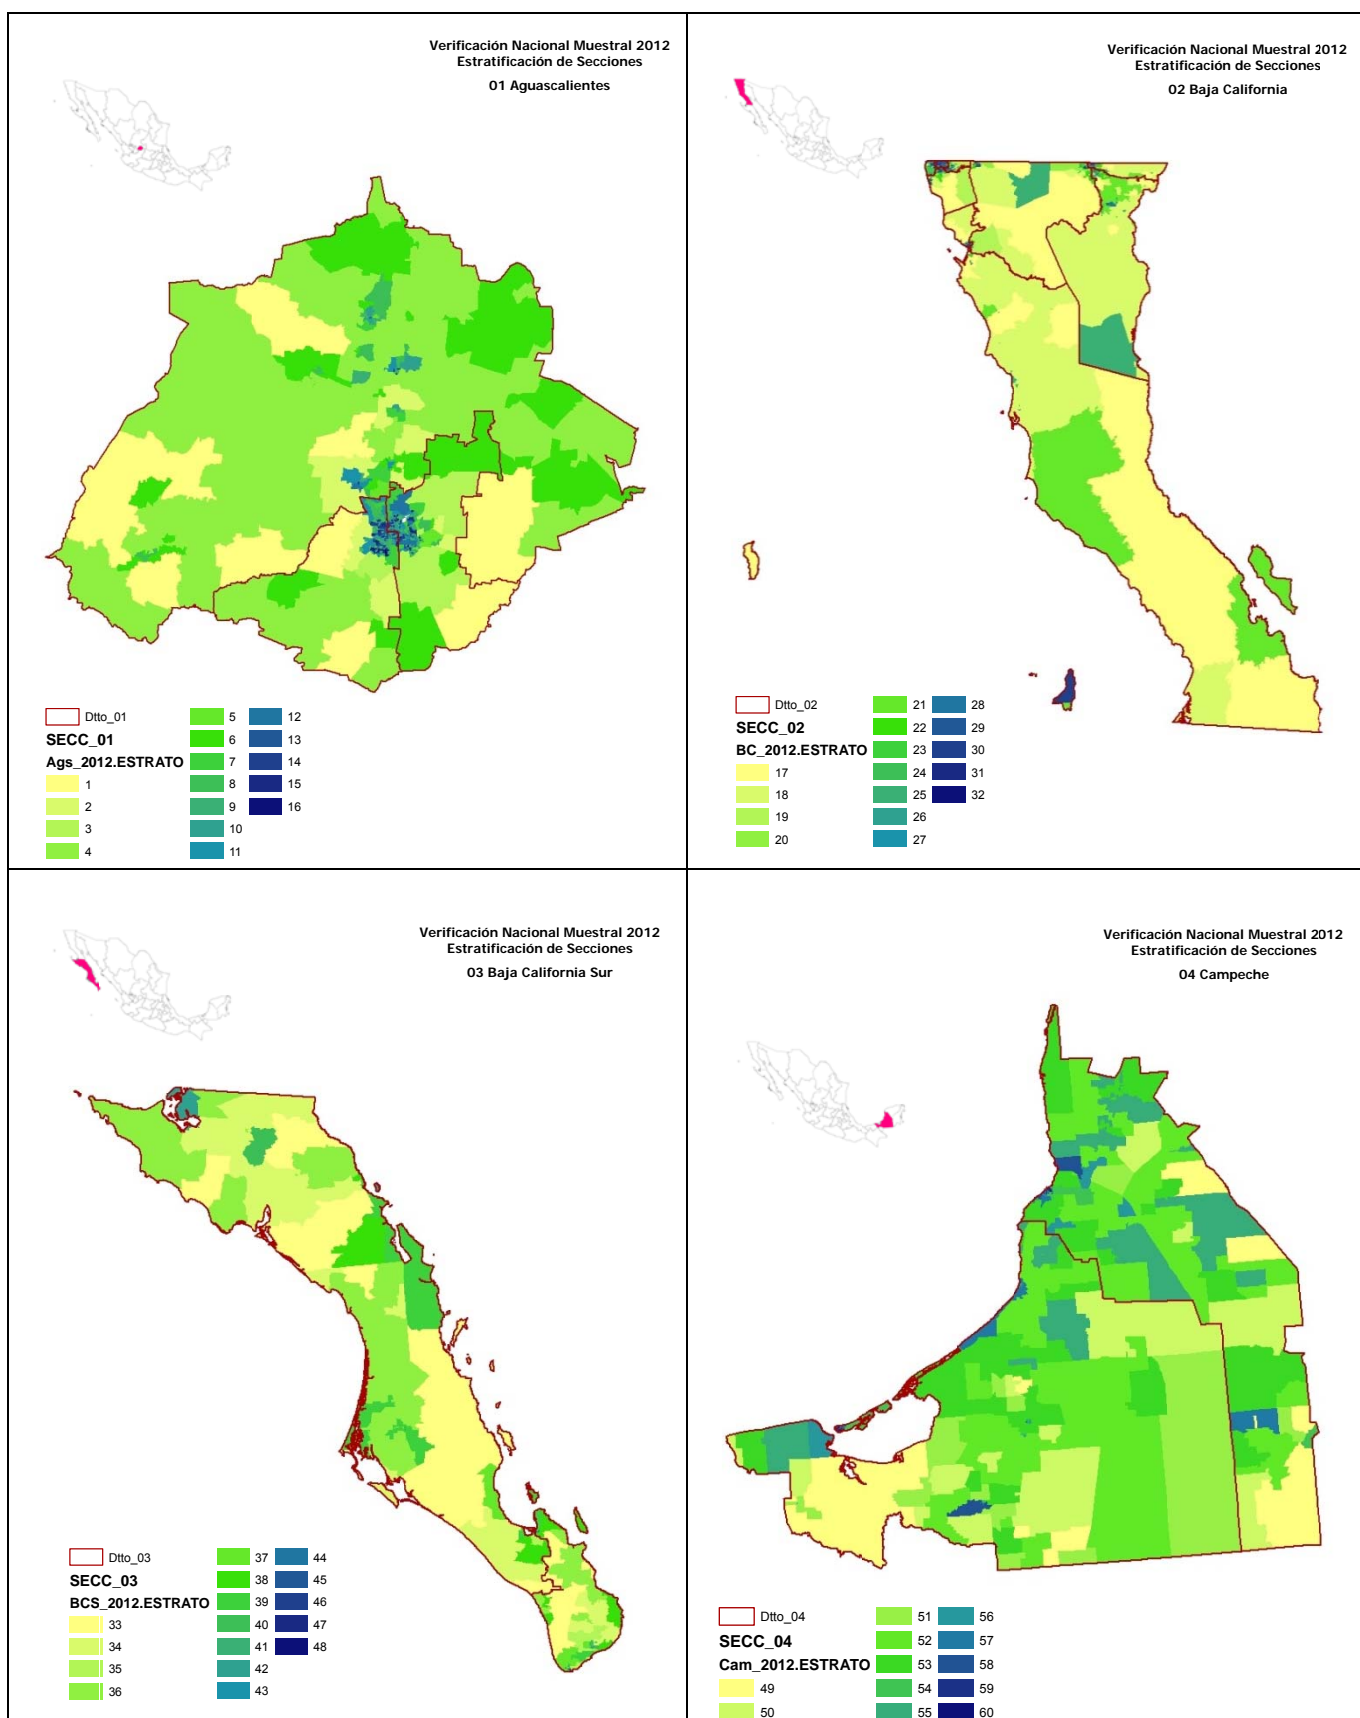 Verificación Nacional Muestral 2012
Estratificación de Secciones
01 Aguascalientes
Dtto_01
SECC_01
Ags_2012.ESTRATO
1
2
3
4
5
6
7
8
9
10
11
12
13
14
15
16
Verificación Nacional Muestral 2012
Estratificación de Secciones
02 Baja California
Dtto_02
SECC_02
BC_2012.ESTRATO
17
18
19
20
21
22
23
24
25
26
27
28
29
30
31
32
Verificación Nacional Muestral 2012
Estratificación de Secciones
03 Baja California Sur
Dtto_03
SECC_03
BCS_2012.ESTRATO
33
34
35
36
37
38
39
40
41
42
43
44
45
46
47
48
Verificación Nacional Muestral 2012
Estratificación de Secciones
04 Campeche
Dtto_04
SECC_04
Cam_2012.ESTRATO
49
50
51
52
53
54
55
56
57
58
59
60